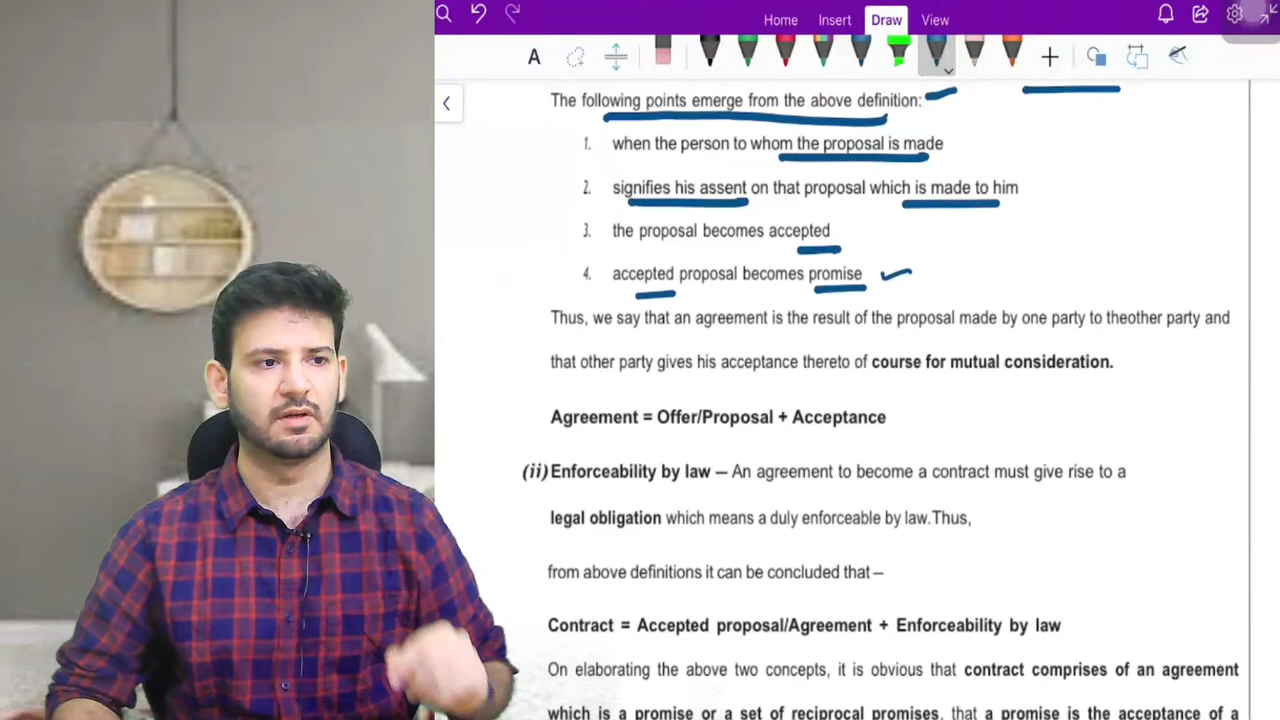 Home Insert Draw View
A
The following points emerge from the above definition:
1. when the person to whom the proposal is made
2. signifies his assent on that proposal which is made to him
3. the proposal becomes accepted
4. accepted proposal becomes promise
Thus, we say that an agreement is the result of the proposal made by one party to theother party and
that other party gives his acceptance thereto of course for mutual consideration.
Agreement = Offer/Proposal + Acceptance
(ii) Enforceability by law – An agreement to become a contract must give rise to a
legal obligation which means a duly enforceable by law.Thus,
from above definitions it can be concluded that –
Contract = Accepted proposal/Agreement + Enforceability by law
On elaborating the above two concepts, it is obvious that contract comprises of an agreement
which is a promise or a set of reciprocal promises, that a promise is the acceptance of a